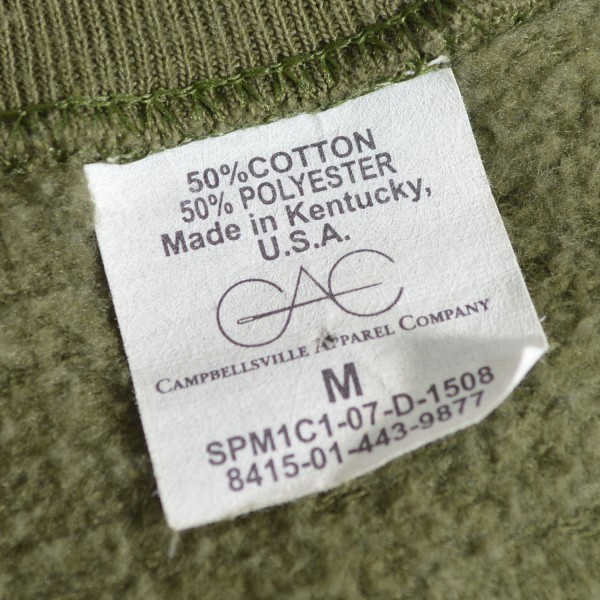 50%COTTON
50% POLYESTER
Made in Kentucky,
U.S.A.
CAC
CAMPBELLSVILLE APPAREL COMPANY
M
SPM1C1-07-D-1508
8415-01-443-9877